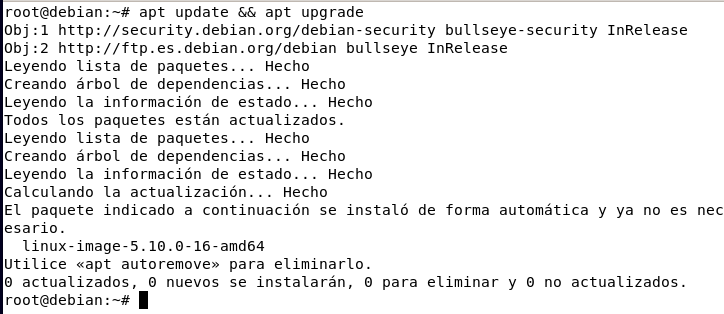 root@debian:~# apt update && apt upgrade
Obj:1 http://security.debian.org/debian-security bullseye-security InRelease
Obj:2 http://ftp.es.debian.org/debian bullseye InRelease
Leyendo lista de paquetes... Hecho
Creando árbol de dependencias... Hecho
Leyendo la información de estado... Hecho
Todos los paquetes están actualizados.
Leyendo lista de paquetes... Hecho
Creando árbol de dependencias... Hecho
Leyendo la información de estado... Hecho
Calculando la actualización... Hecho
El paquete indicado a continuación se instaló de forma automática y ya no es nec
esario.
  linux-image-5.10.0-16-amd64
Utilice «apt autoremove» para eliminarlo.
0 actualizados, 0 nuevos se instalarán, 0 para eliminar y 0 no actualizados.
root@debian:~#